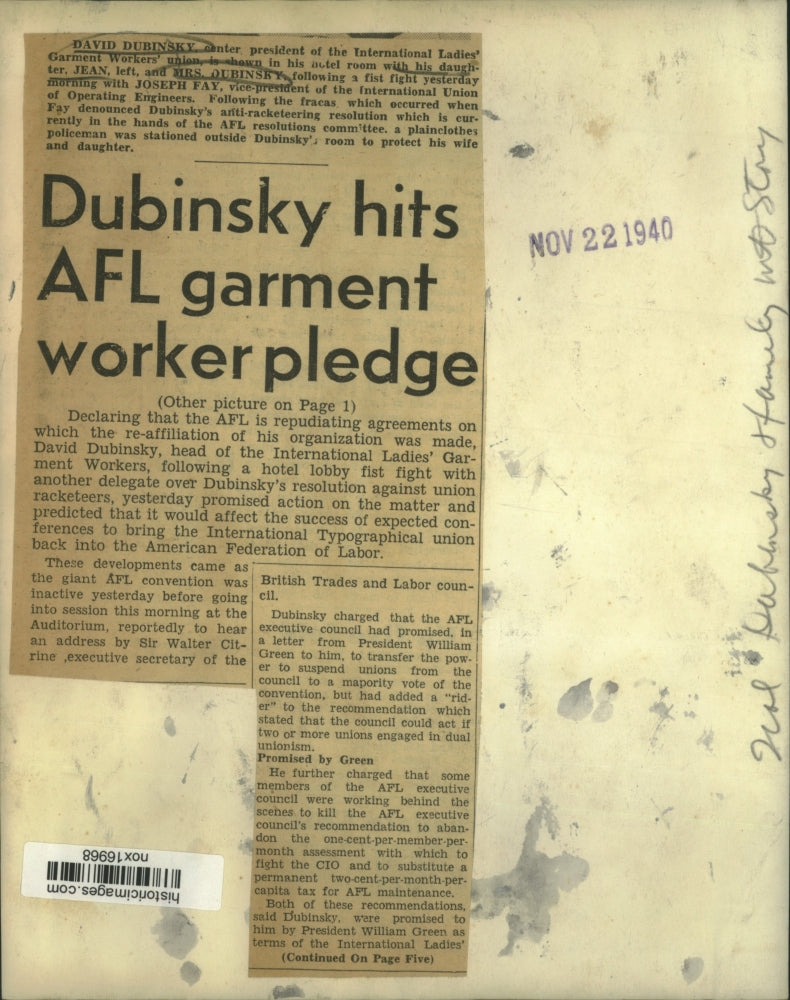 DAVID DUBINSKY, center, president of the International Ladies'
Garment Workers' union, is shown in his hotel room with his daugh-
ter, JEAN, left, and MRS. DUBINSKY, following a fist fight yesterday
morning with JOSEPH FAY, vice-president of the International Union
of Operating Engineers. Following the fracas, which occurred when
Fay denounced Dubinsky's anti-racketeering resolution which is cur-
rently in the hands of the AFL resolutions committee, a plainclothes
policeman was stationed outside Dubinsky's room to protect his wife
and daughter.
Dubinsky hits
AFL garment
worker pledge
(Other picture on Page 1)
Declaring that the AFL is repudiating agreements on
which the re-affiliation of his organization was made,
David Dubinsky, head of the International Ladies' Gar-
ment Workers, following a hotel lobby fist fight with
another delegate over Dubinsky's resolution against union
racketeers, yesterday promised action on the matter and
predicted that it would affect the success of expected con-
ferences to bring the International Typographical union
back into the American Federation of Labor.
These developments came as
the giant AFL convention was
inactive yesterday before going
into session this morning at the
Auditorium, reportedly to hear
an address by Sir Walter Cit-
rine ,executive secretary of the
British Trades and Labor coun-
cil.
Dubinsky charged that the AFL
executive council had promised, in
a letter from President William
Green to him, to transfer the pow-
er to suspend unions from the
council to a mapority vote of the
convention, but had added a "rid-
er" to the recommendation which
stated that the council could act if
two or more unions engaged in dual
unionism.
Promised by Green
He further charged that some
members of the AFL executive
council were working behind the
scenes to kill the AFL executive
council's recommendation to aban-
don the one-cent-per-member-per-
month assessment with which to
fight the CIO and to substitute a
permanent two-cent-per-month-per-
capita tax for AFL maintenance.
Both of these recommendations,
said Dubinsky, were promised to
him by President William Green as
terms of the International Ladies'
(Continued On Page Five)
NOV 22 1940
Dubinsky & family
Story
historicimages.com
nox16968